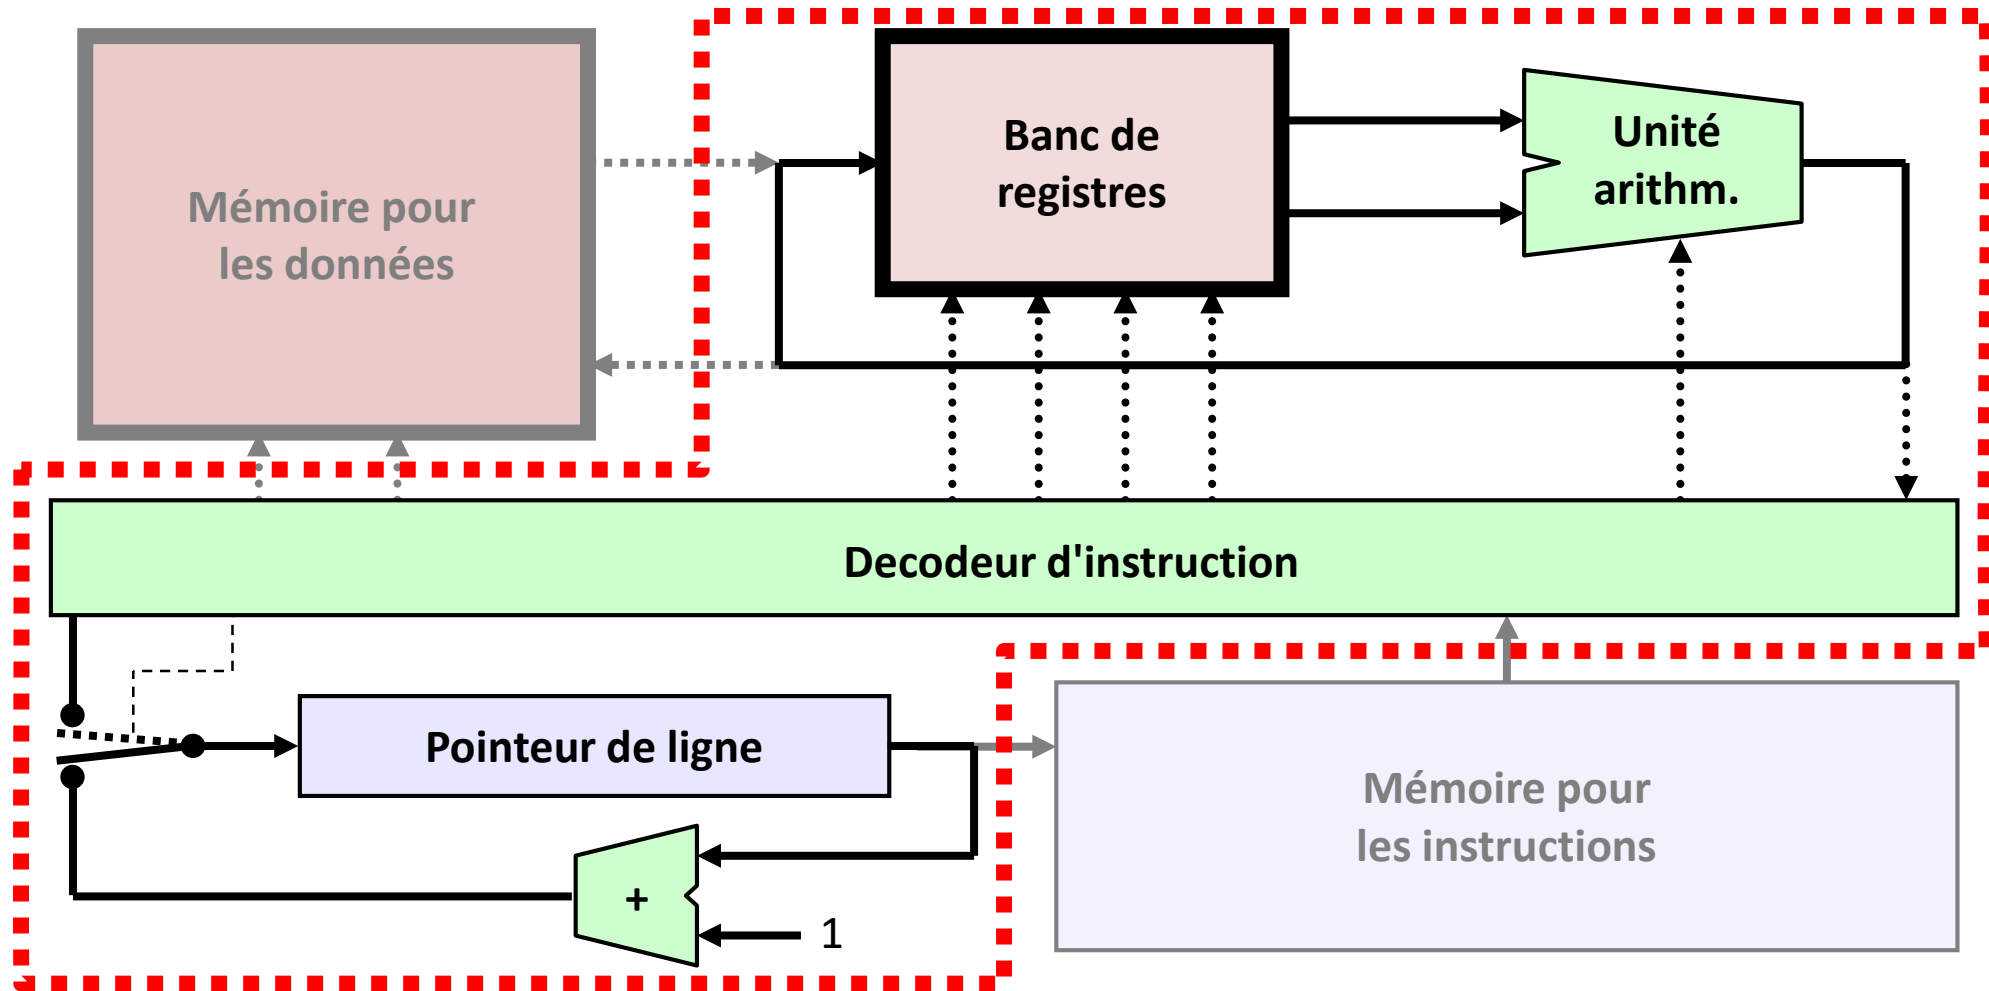 Mémoire pour
les données
Banc de
registres
Unité
arithm.
Decodeur d'instruction
Pointeur de ligne
+
1
Mémoire pour
les instructions